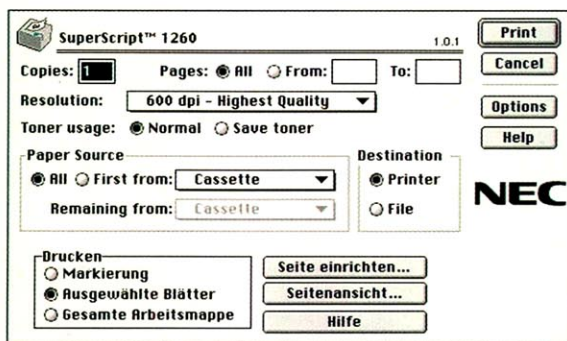 SuperScript™ 1260 1.0.1 Print
Copies: 1 Pages: All From: To: Cancel
Resolution: 600 dpi - Highest Quality Options
Toner usage: Normal Save toner Help
Paper Source Destination
All First from: Cassette Printer
NEC
Remaining from: Cassette File
Drucken
Markierung Seite einrichten...
Ausgewählte Blätter Seitenansicht...
Gesamte Arbeitsmappe Hilfe